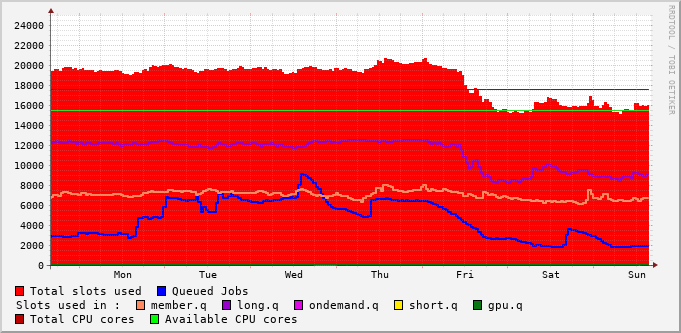 RRDTOOL / TOBI OETIKER
24000
22000
20000
18000
16000
14000
12000
10000
8000
6000
4000
2000
0
Mon Tue Wed Thu Fri Sat Sun
Total slots used Queued Jobs
Slots used in : member.q long.q ondemand.q short.q gpu.q
Total CPU cores Available CPU cores